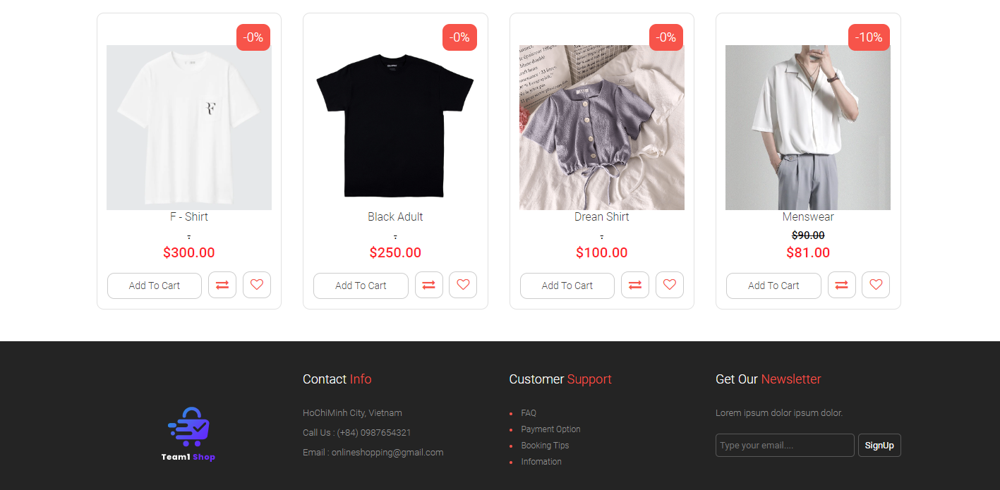 -0%
-0%
-0%
-10%
RF
F - Shirt
Black Adult
Drean Shirt
Menswear
-
-
-
$90.00
$300.00
$250.00
$100.00
$81.00
Add To Cart
Add To Cart
Add To Cart
Add To Cart
Contact Info
Customer Support
Get Our Newsletter
HoChiMinh City, Vietnam
Call Us : (+84) 0987654321
Email : onlineshopping@gmail.com
FAQ
Payment Option
Booking Tips
Infomation
Lorem ipsum dolor ipsum dolor.
Type your email....
SignUp
Team1 Shop